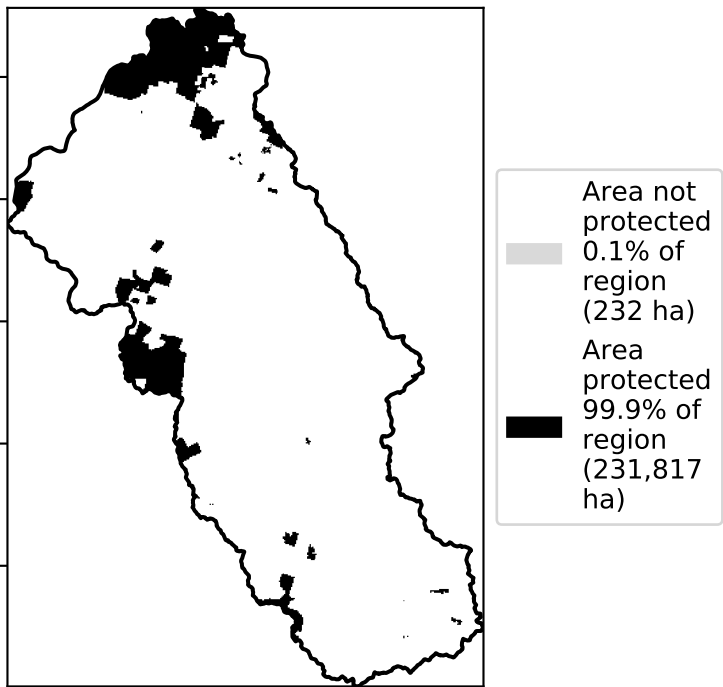 Area not
protected
0.1% of
region
(232 ha)
Area
protected
99.9% of
region
(231,817
ha)